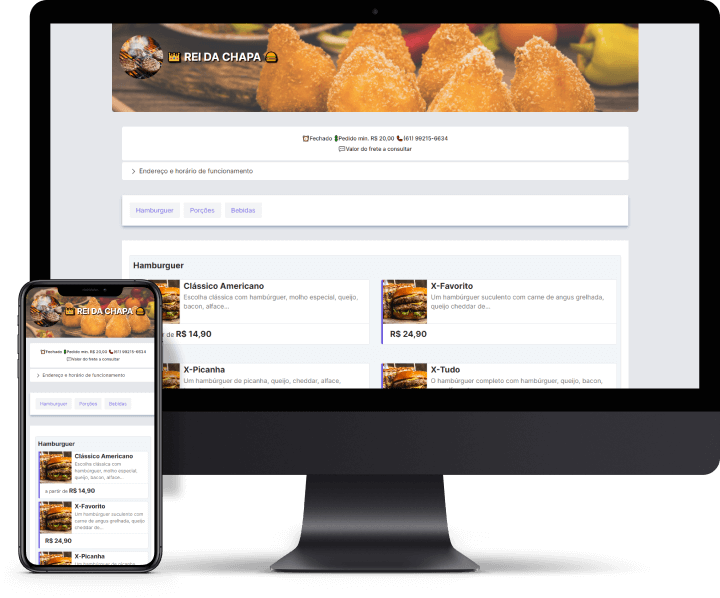 REI DA CHAPA
Fechado Pedido min. R$ 20,00 (61) 99215-6634
Valor do frete a consultar
Endereço e horário de funcionamento
Hamburguer Porções Bebidas
Hamburguer
Clássico Americano
Escolha clássica com hambúrguer, molho especial, queijo,
bacon, alface...
de R$ 14,90
X-Favorito
Um hambúrguer suculento com carne de angus grelhada,
queijo cheddar de...
R$ 24,90
X-Picanha
Um hambúrguer de picanha, queijo, cheddar, alface,
X-Tudo
O hambúrguer completo com hambúrguer, queijo, bacon,
REI DA CHAPA
Fechado Pedido min. R$ 20,00 (61) 99215-6634
Valor do frete a consultar
Endereço e horário de funcionamento
Hamburguer Porções Bebidas
Hamburguer
Clássico Americano
Escolha clássica com
hambúrguer, molho especial,
queijo, bacon, alface...
a partir de R$ 14,90
X-Favorito
Um hambúrguer suculento com
carne de angus grelhada, queijo
cheddar de...
R$ 24,90
X-Picanha